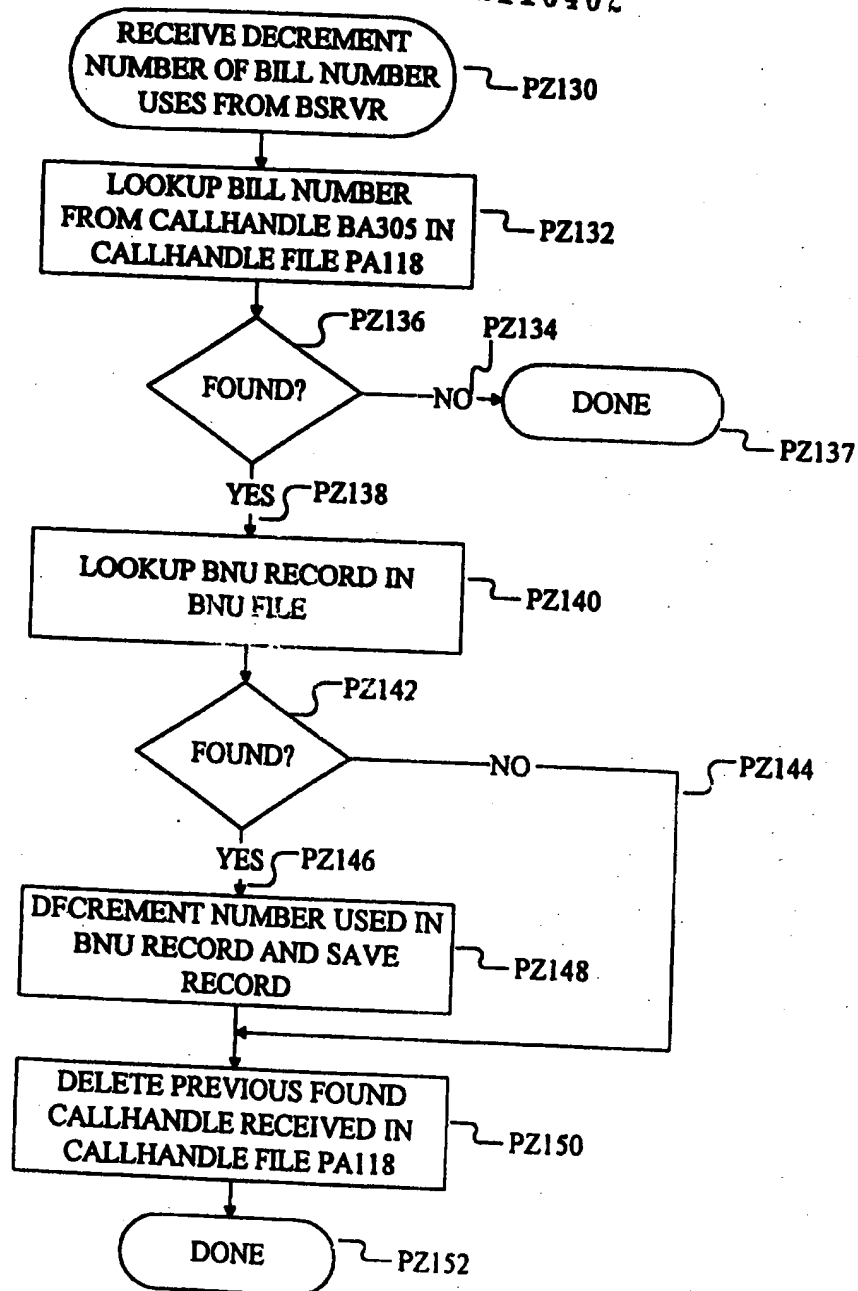 RECEIVE DECREMENT
NUMBER OF BILL NUMBER
USES FROM BSRVR
PZ130
LOOKUP BILL NUMBER
FROM CALLHANDLE BA305 IN
CALLHANDLE FILE PA118
PZ132
PZ136
PZ134
FOUND?
NO
DONE
PZ137
YES
PZ138
LOOKUP BNU RECORD IN
BNU FILE
PZ140
PZ142
FOUND?
NO
PZ144
YES
PZ146
DFCREMENT NUMBER USED IN
BNU RECORD AND SAVE
RECORD
PZ148
DELETE PREVIOUS FOUND
CALLHANDLE RECEIVED IN
CALLHANDLE FILE PA118
PZ150
DONE
PZ152